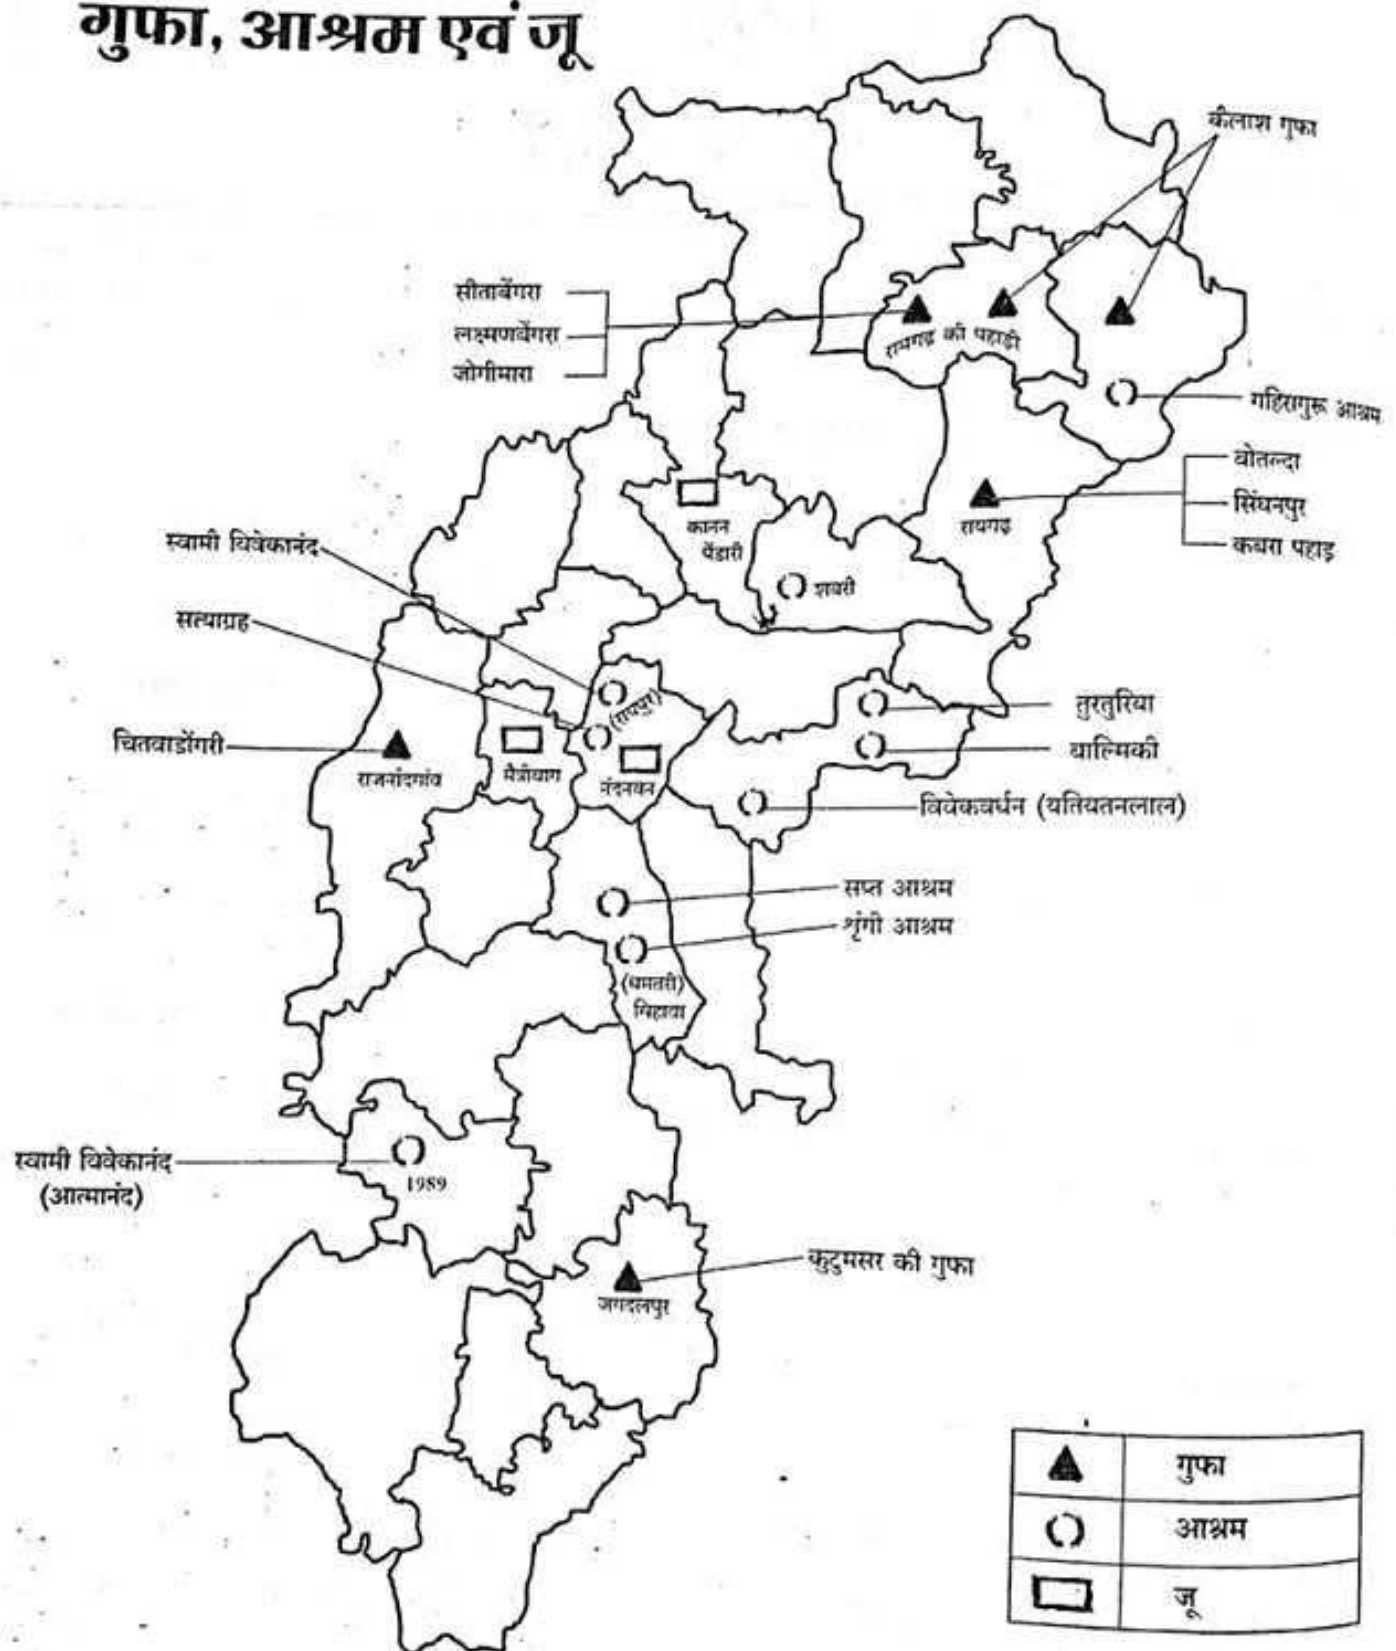 गुफा, आश्रम एवं जू
कैलाश गुफा
सीताबेंगरा
लक्ष्मणबेंगरा
जोगीमारा
रायगढ़ की पहाड़ी
गहिरागुरू आश्रम
बोतल्दा
सिंघनपुर
कबरा पहाड़
रायगढ़
कानन
पेंडारी
शबरी
स्वामी विवेकानंद
सत्याग्रह
(रायपुर)
तुरतुरिया
बाल्मिकी
चितवाडोंगरी
राजनांदगांव
मैत्रीबाग
नंदनवन
विवेकवर्धन (यतियतनलाल)
सप्त आश्रम
शृंगी आश्रम
(धमतरी)
सिहावा
स्वामी विवेकानंद
(आत्मानंद)
1989
कुटुमसर की गुफा
जगदलपुर
गुफा
आश्रम
जू